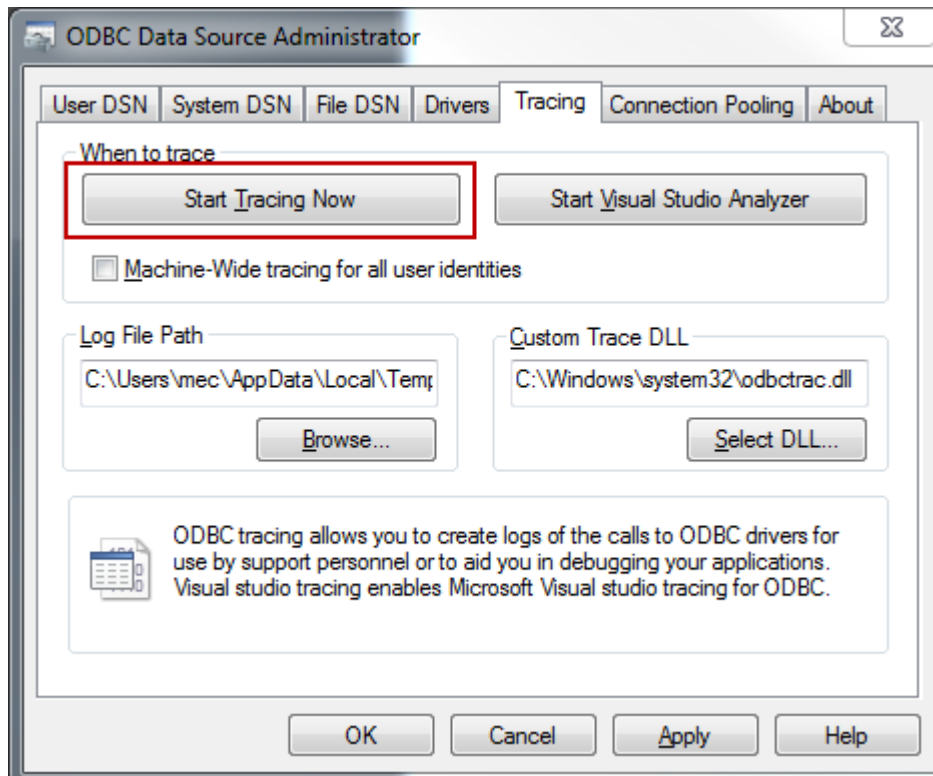 ODBC Data Source Administrator
User DSN System DSN File DSN Drivers Tracing Connection Pooling About
When to trace
Start Tracing Now Start Visual Studio Analyzer
Machine-Wide tracing for all user identities
Log File Path Custom Trace DLL
C:\Users\mec\AppData\Local\Temp C:\Windows\system32\odbctrac.dll
Browse... Select DLL...
ODBC tracing allows you to create logs of the calls to ODBC drivers for
use by support personnel or to aid you in debugging your applications.
Visual studio tracing enables Microsoft Visual studio tracing for ODBC.
OK Cancel Apply Help